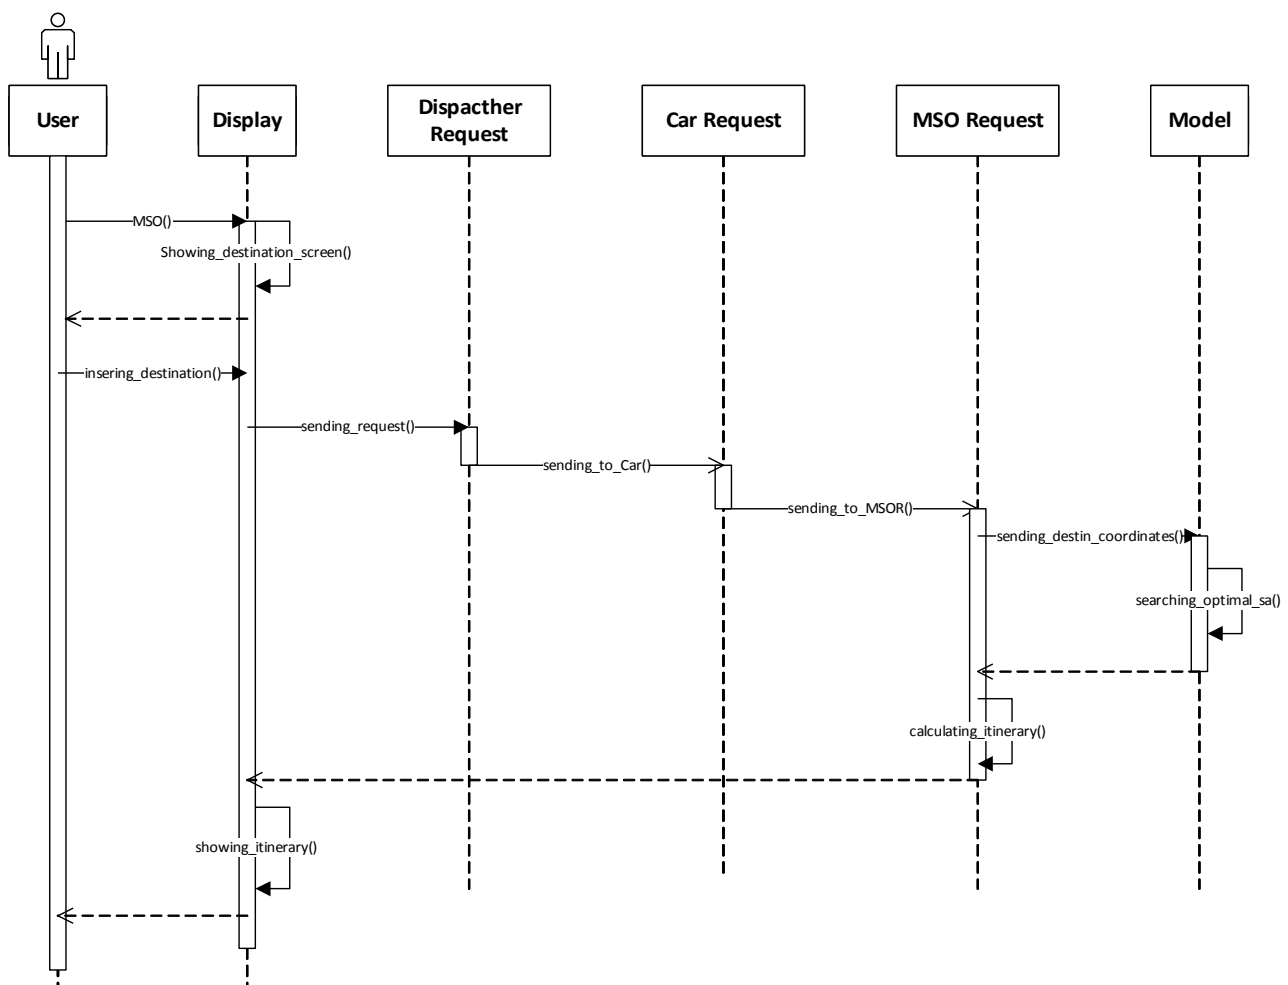 User
Display
Dispacther
Request
Car Request
MSO Request
Model
MSO()
Showing_destination_screen()
insering_destination()
sending_request()
sending_to_Car()
sending_to_MSOR()
sending_destin_coordinates()
searching_optimal_sa()
calculating_itinerary()
showing_itinerary()